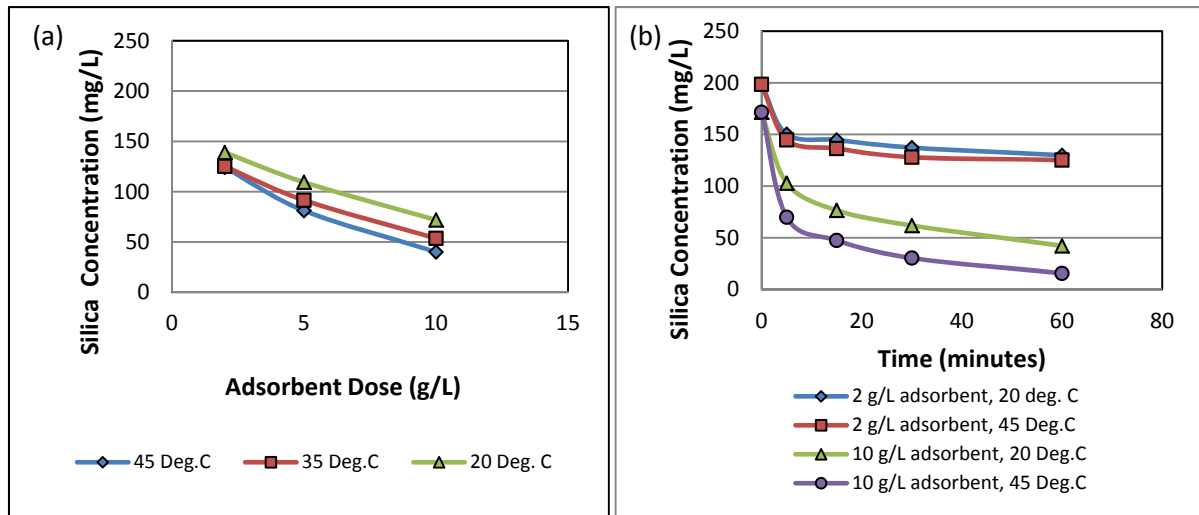 (a)
Silica Concentration (mg/L)
250
200
150
100
50
0
0 5 10 15
Adsorbent Dose (g/L)
45 Deg.C 35 Deg.C 20 Deg. C
(b)
Silica Concentration (mg/L)
250
200
150
100
50
0
0 20 40 60 80
Time (minutes)
2 g/L adsorbent, 20 deg. C
2 g/L adsorbent, 45 Deg.C
10 g/L adsorbent, 20 Deg.C
10 g/L adsorbent, 45 Deg.C